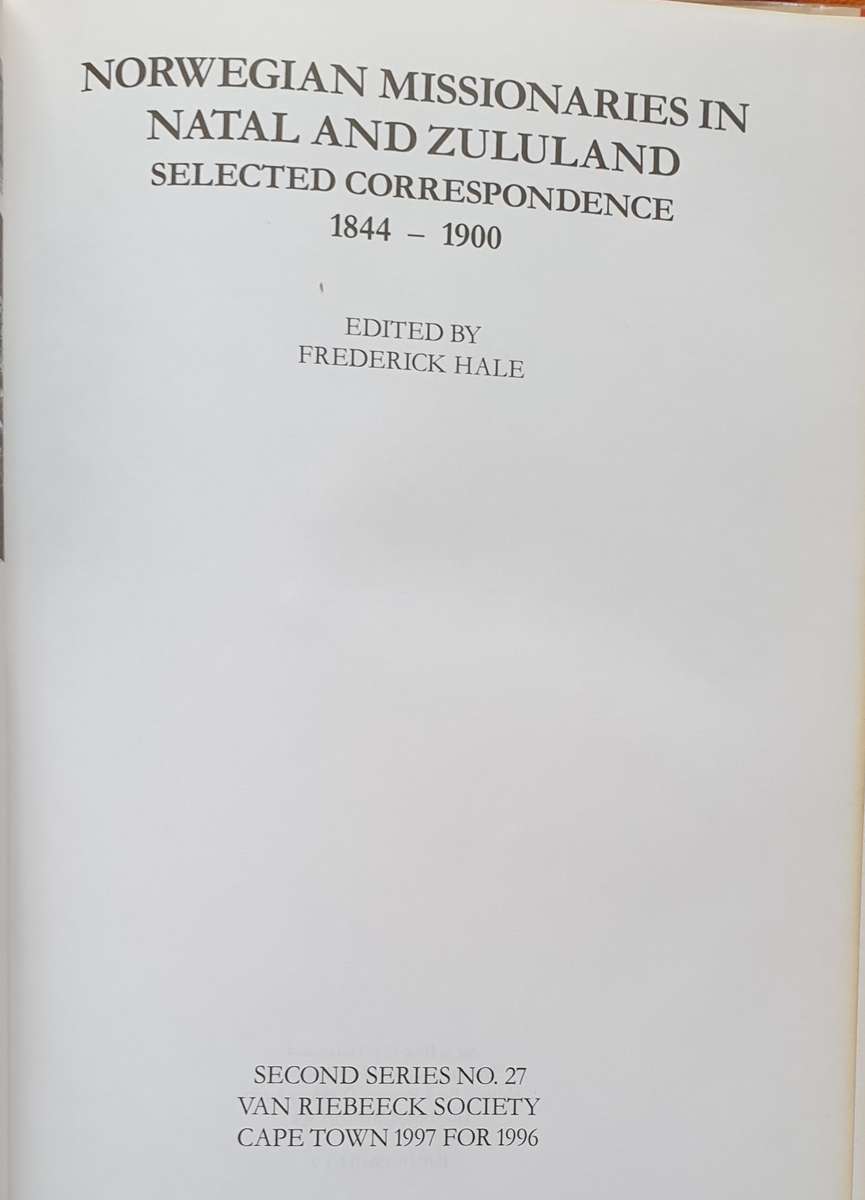 NORWEGIAN MISSIONARIES IN
NATAL AND ZULULAND
SELECTED CORRESPONDENCE
1844 – 1900
EDITED BY
FREDERICK HALE
SECOND SERIES NO. 27
VAN RIEBEECK SOCIETY
CAPE TOWN 1997 FOR 1996